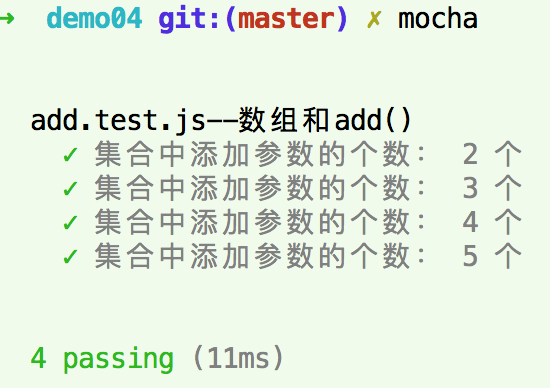 ➜ demo04 git:(master) ✗ mocha
add.test.js--数组和add()
✓ 集合中添加参数的个数: 2 个
✓ 集合中添加参数的个数: 3 个
✓ 集合中添加参数的个数: 4 个
✓ 集合中添加参数的个数: 5 个
4 passing (11ms)